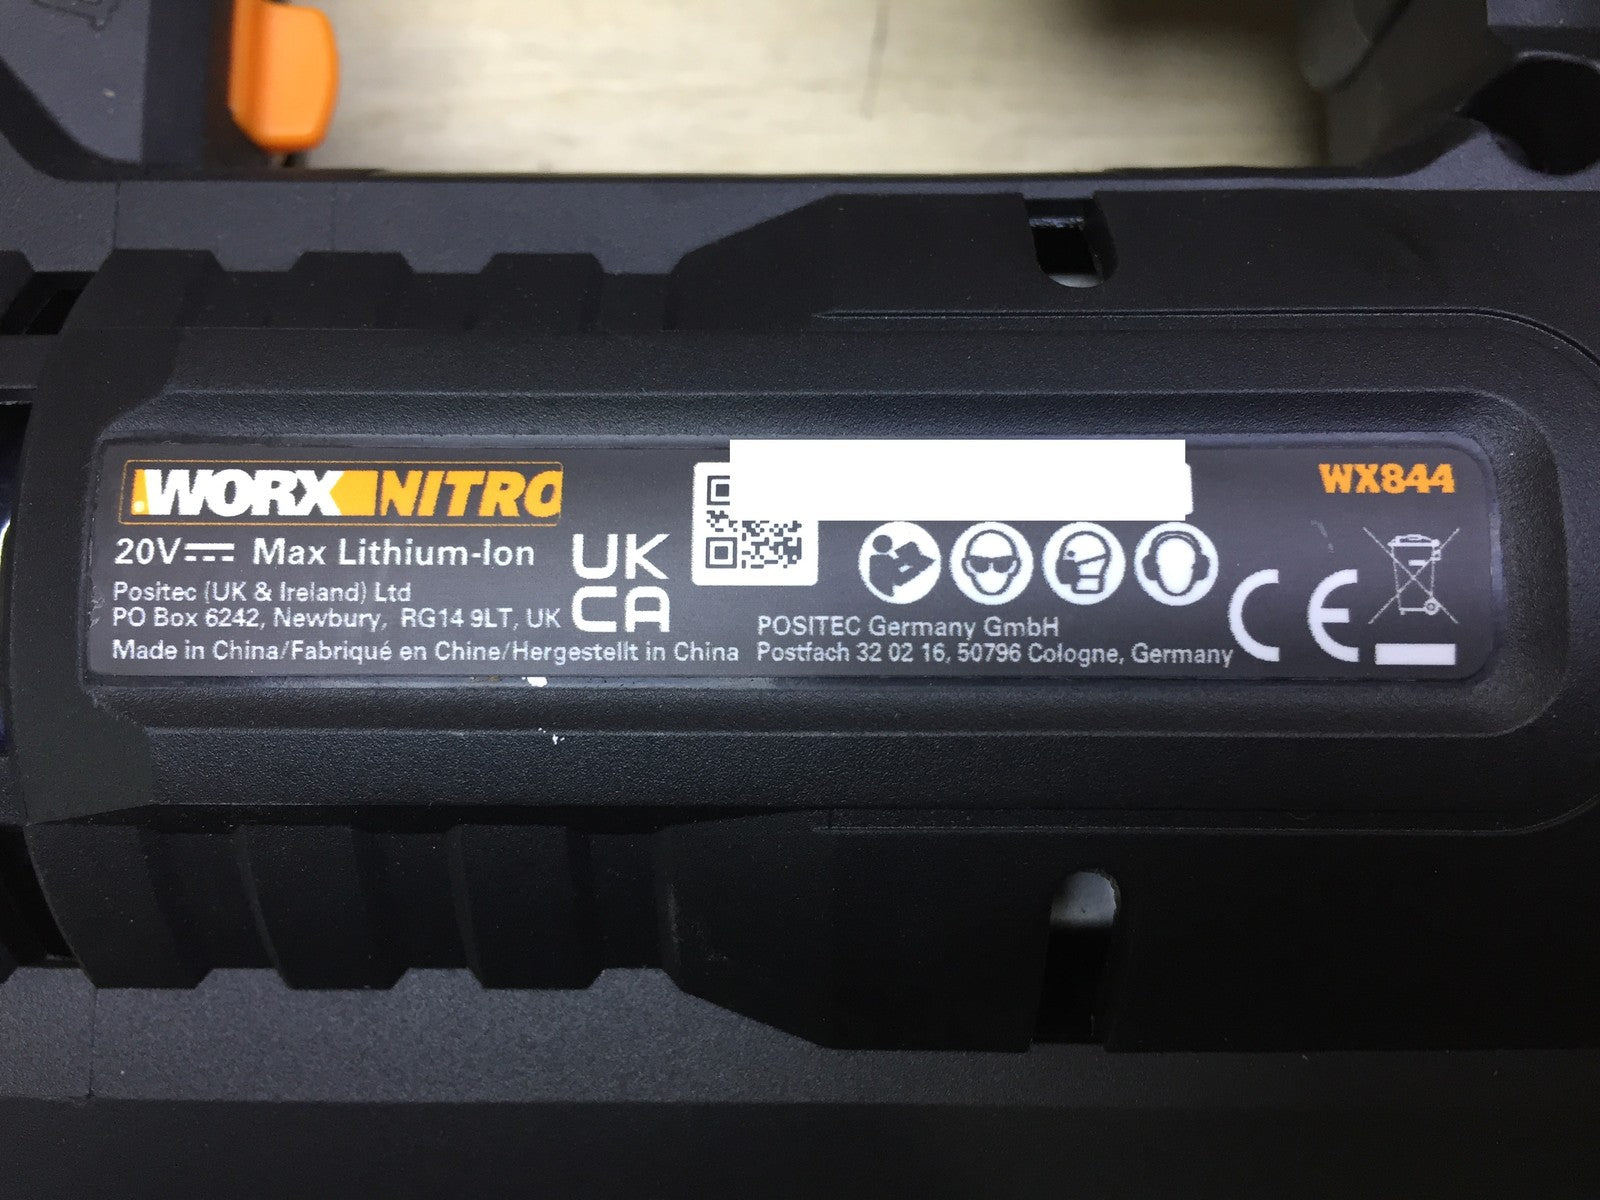 WORX NITRO
WX844
20V Max Lithium-Ion
UK
CA
Positec (UK & Ireland) Ltd
PO Box 6242, Newbury, RG14 9LT, UK
Made in China/Fabriqué en Chine/Hergestellt in China
POSITEC Germany GmbH
Postfach 32 02 16, 50796 Cologne, Germany
CE